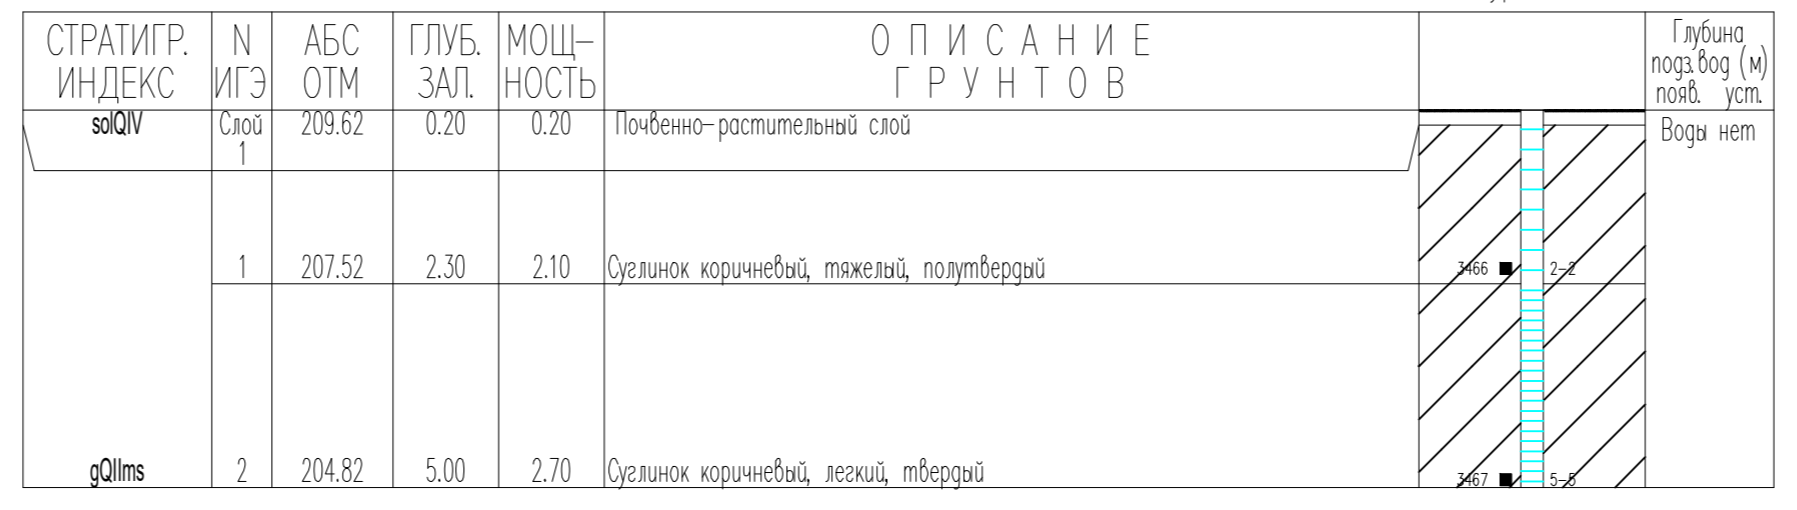 СТРАТИГР. ИНДЕКС
N ИГЭ
АБС ОТМ
ГЛУБ. ЗАЛ.
МОЩ- НОСТЬ
ОПИСАНИЕ
ГРУНТОВ
Глубина
подз.вод (м)
появ. уст.
solQIV Слой 1 209.62 0.20 0.20 Почвенно-растительный слой Воды нет
1 207.52 2.30 2.10 Суглинок коричневый, тяжелый, полутвердый 3466 2-2
gQIIms 2 204.82 5.00 2.70 Суглинок коричневый, легкий, твердый 3467 5-5